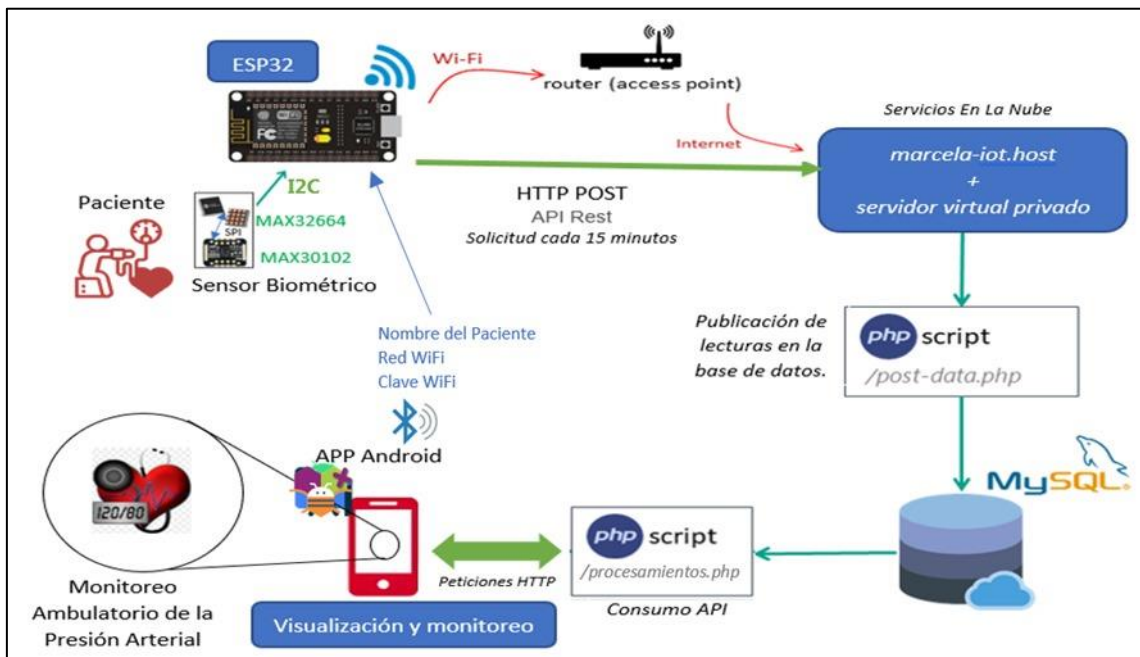 ESP32
Wi-Fi
router (access point)
Internet
Servicios En La Nube
marcela-iot.host
+
servidor virtual privado
HTTP POST
API Rest
Solicitud cada 15 minutos
I2C
Paciente
MAX32664
SPI
MAX30102
Sensor Biométrico
Nombre del Paciente
Red WiFi
Clave WiFi
Publicación de
lecturas en la
base de datos.
php script
/post-data.php
MySQL®
APP Android
120/80
Monitoreo
Ambulatorio de la
Presión Arterial
Peticiones HTTP
php script
/procesamientos.php
Consumo API
Visualización y monitoreo